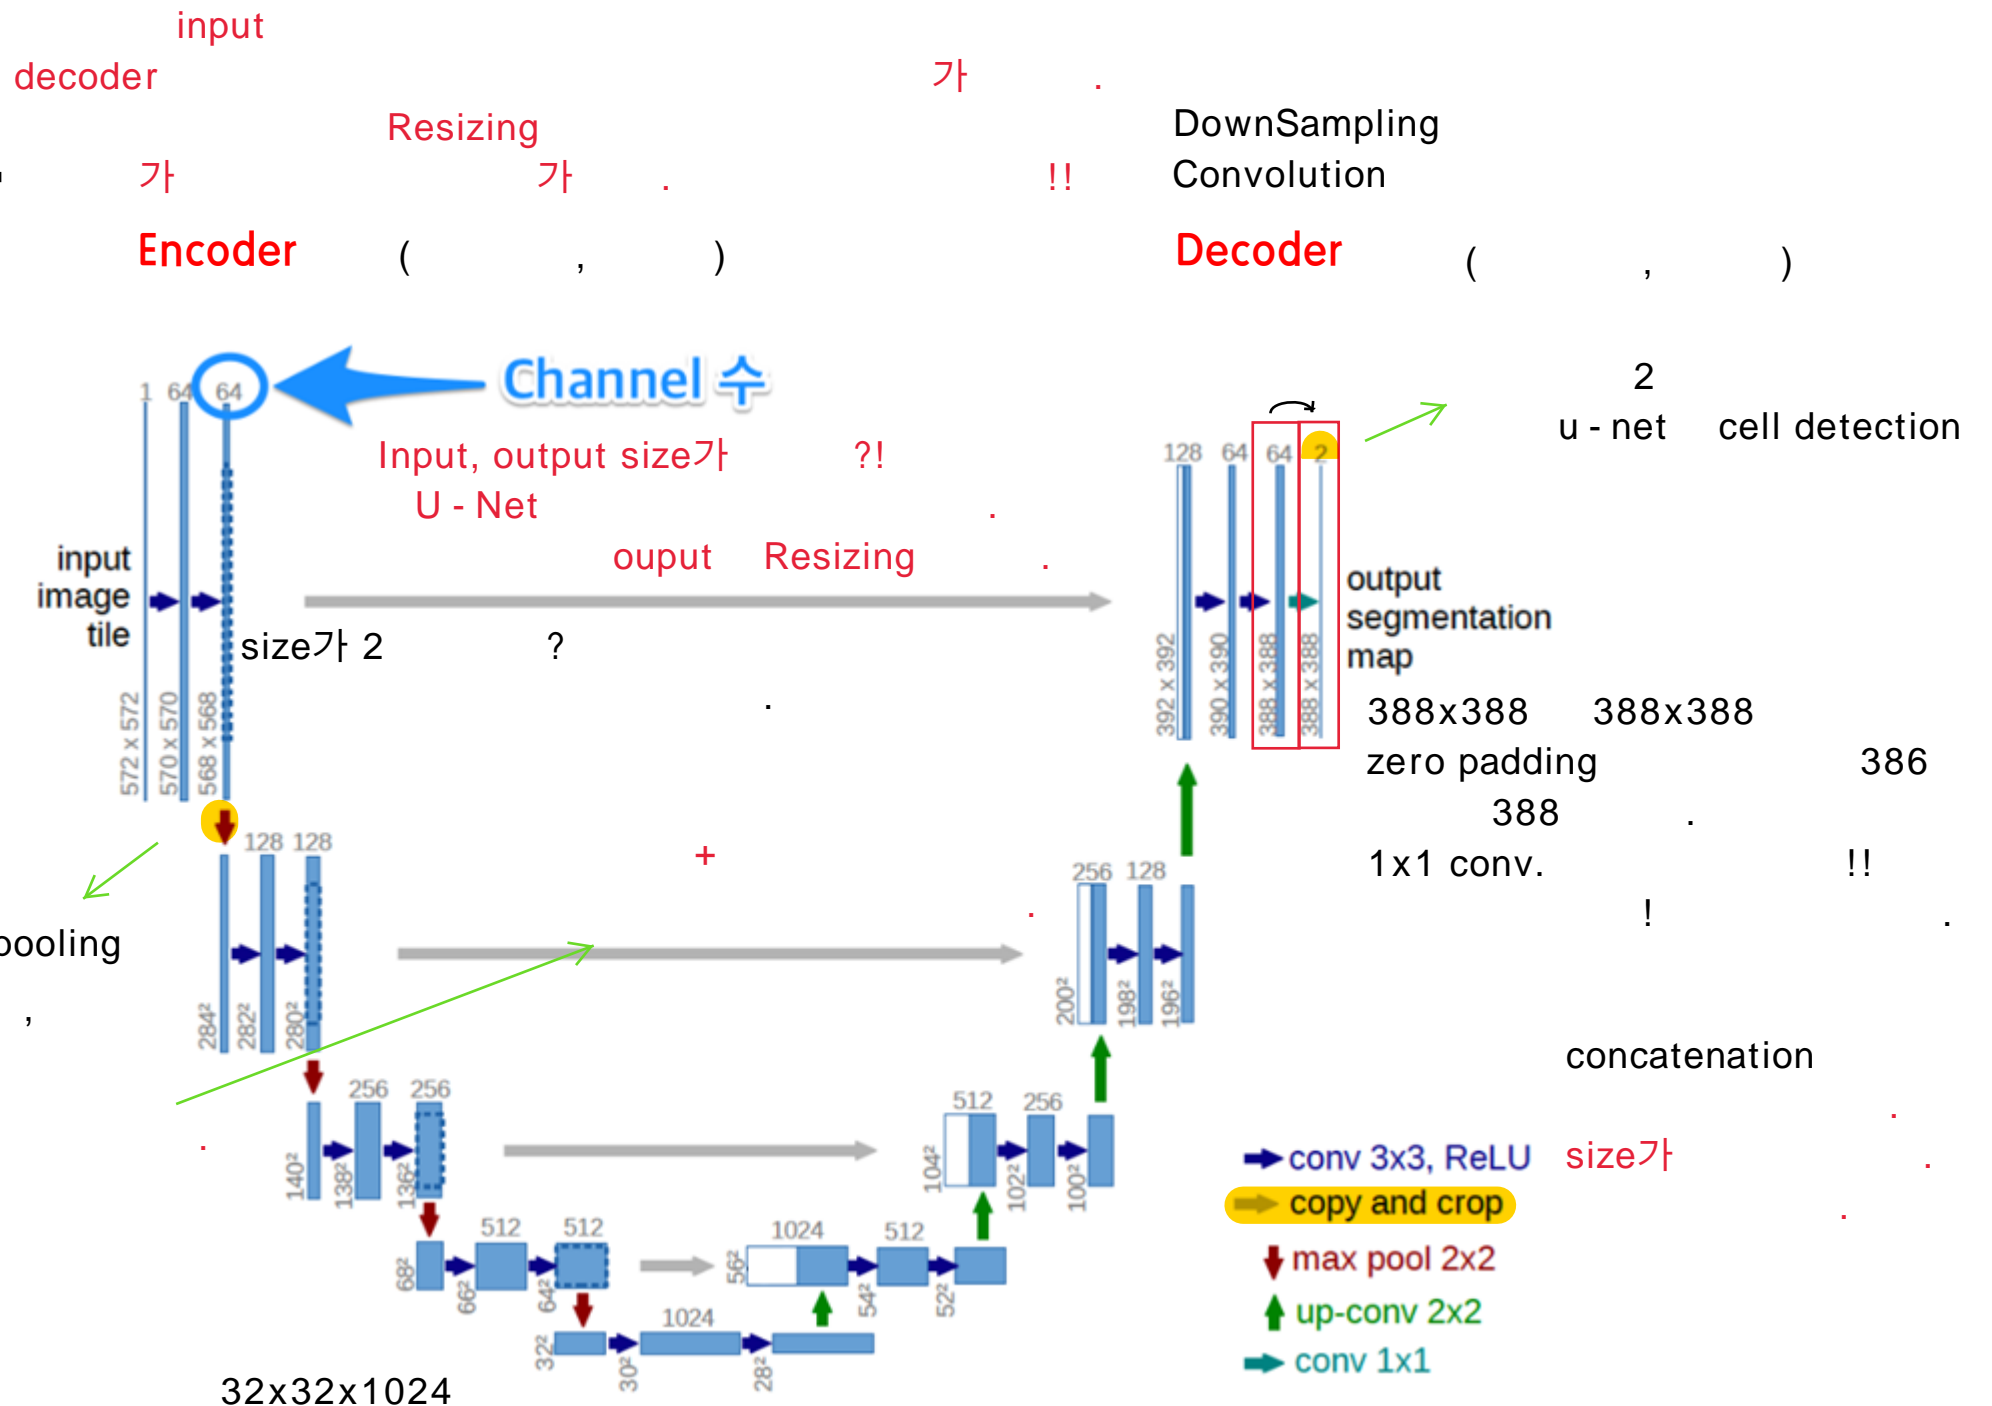 input
decoder 가 .
Resizing
가 가 . !!
DownSampling
Convolution
Encoder ( , )
Decoder ( , )
Channel 수
1 64 64
Input, output size가 ?!
U - Net .
ouput Resizing .
input
image
tile
size가 2 ?
.
572 x 572
570 x 570
568 x 568
2
u - net cell detection
128 64 64 2
output
segmentation
map
392 x 392
390 x 390
388 x 388
388 x 388
388x388 388x388
zero padding 386
388 .
1x1 conv. !!
! .
+
.
128 128
284²
282²
280²
256 128
200²
198²
196²
pooling
,
.
concatenation
.
size가 .
.
256 256
140²
138²
136²
512 256
104²
102²
100²
512 512
68²
66²
64²
1024 512
56²
54²
52²
1024
32²
30²
28²
32x32x1024
conv 3x3, ReLU
copy and crop
max pool 2x2
up-conv 2x2
conv 1x1